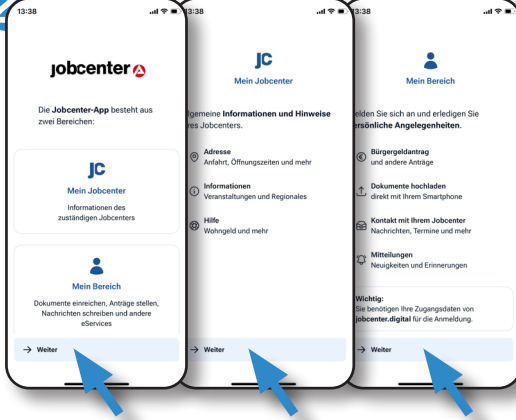 13:38
jobcenter
Die Jobcenter-App besteht aus
zwei Bereichen:
JC
Mein Jobcenter
Informationen des
zuständigen Jobcenters
Mein Bereich
Dokumente einreichen, Anträge stellen,
Nachrichten schreiben und andere
eServices
→ Weiter
13:38
JC
Mein Jobcenter
lgemeine Informationen und Hinweise
res Jobcenters.
Adresse
Anfahrt, Öffnungszeiten und mehr
Informationen
Veranstaltungen und Regionales
Hilfe
Wohngeld und mehr
→ Weiter
13:38
Mein Bereich
elden Sie sich an und erledigen Sie
ersönliche Angelegenheiten.
Bürgergeldantrag
und andere Anträge
Dokumente hochladen
direkt mit Ihrem Smartphone
Kontakt mit Ihrem Jobcenter
Nachrichten, Termine und mehr
Mitteilungen
Neuigkeiten und Erinnerungen
Wichtig:
Sie benötigen Ihre Zugangsdaten von
jobcenter.digital für die Anmeldung.
→ Weiter